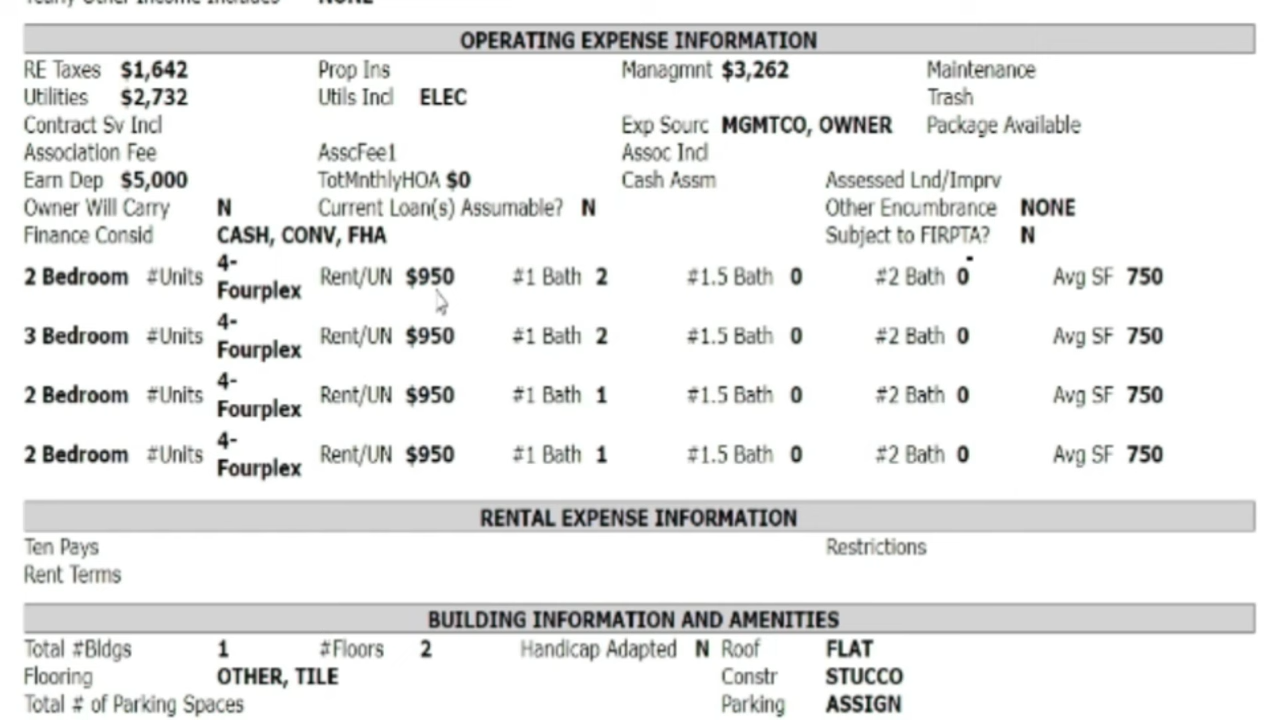 Yearly Other Income Includes NONE
OPERATING EXPENSE INFORMATION
RE Taxes $1,642 Prop Ins Managmnt $3,262 Maintenance
Utilities $2,732 Utils Incl ELEC Trash
Contract Sv Incl Exp Sourc MGMTCO, OWNER Package Available
Association Fee AsscFee1 Assoc Incl
Earn Dep $5,000 TotMnthlyHOA $0 Cash Assm Assessed Lnd/Imprv
Owner Will Carry N Current Loan(s) Assumable? N Other Encumbrance NONE
Finance Consid CASH, CONV, FHA Subject to FIRPTA? N
2 Bedroom #Units 4-Fourplex Rent/UN $950 #1 Bath 2 #1.5 Bath 0 #2 Bath 0 Avg SF 750
3 Bedroom #Units 4-Fourplex Rent/UN $950 #1 Bath 2 #1.5 Bath 0 #2 Bath 0 Avg SF 750
2 Bedroom #Units 4-Fourplex Rent/UN $950 #1 Bath 1 #1.5 Bath 0 #2 Bath 0 Avg SF 750
2 Bedroom #Units 4-Fourplex Rent/UN $950 #1 Bath 1 #1.5 Bath 0 #2 Bath 0 Avg SF 750
RENTAL EXPENSE INFORMATION
Ten Pays Restrictions
Rent Terms
BUILDING INFORMATION AND AMENITIES
Total #Bldgs 1 #Floors 2 Handicap Adapted N Roof FLAT
Flooring OTHER, TILE Constr STUCCO
Total # of Parking Spaces Parking ASSIGN